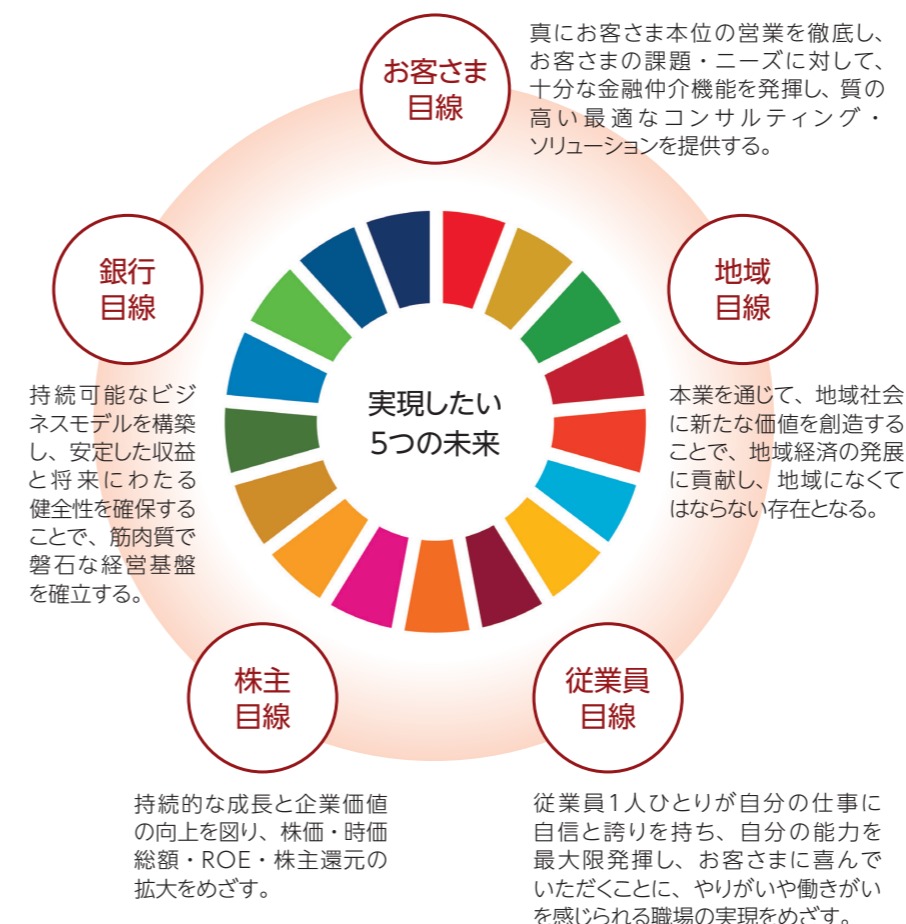 お客さま
目線
真にお客さま本位の営業を徹底し、
お客さまの課題・ニーズに対して、
十分な金融仲介機能を発揮し、質の
高い最適なコンサルティング・
ソリューションを提供する。
銀行
目線
持続可能なビジ
ネスモデルを構築
し、安定した収益
と将来にわたる
健全性を確保する
ことで、筋肉質で
磐石な経営基盤
を確立する。
実現したい
5つの未来
地域
目線
本業を通じて、地域社会
に新たな価値を創造する
ことで、地域経済の発展
に貢献し、地域になくて
はならない存在となる。
株主
目線
持続的な成長と企業価値
の向上を図り、株価・時価
総額・ROE・株主還元の
拡大をめざす。
従業員
目線
従業員1人ひとりが自分の仕事に
自信と誇りを持ち、自分の能力を
最大限発揮し、お客さまに喜んで
いただくことに、やりがいや働きがい
を感じられる職場の実現をめざす。